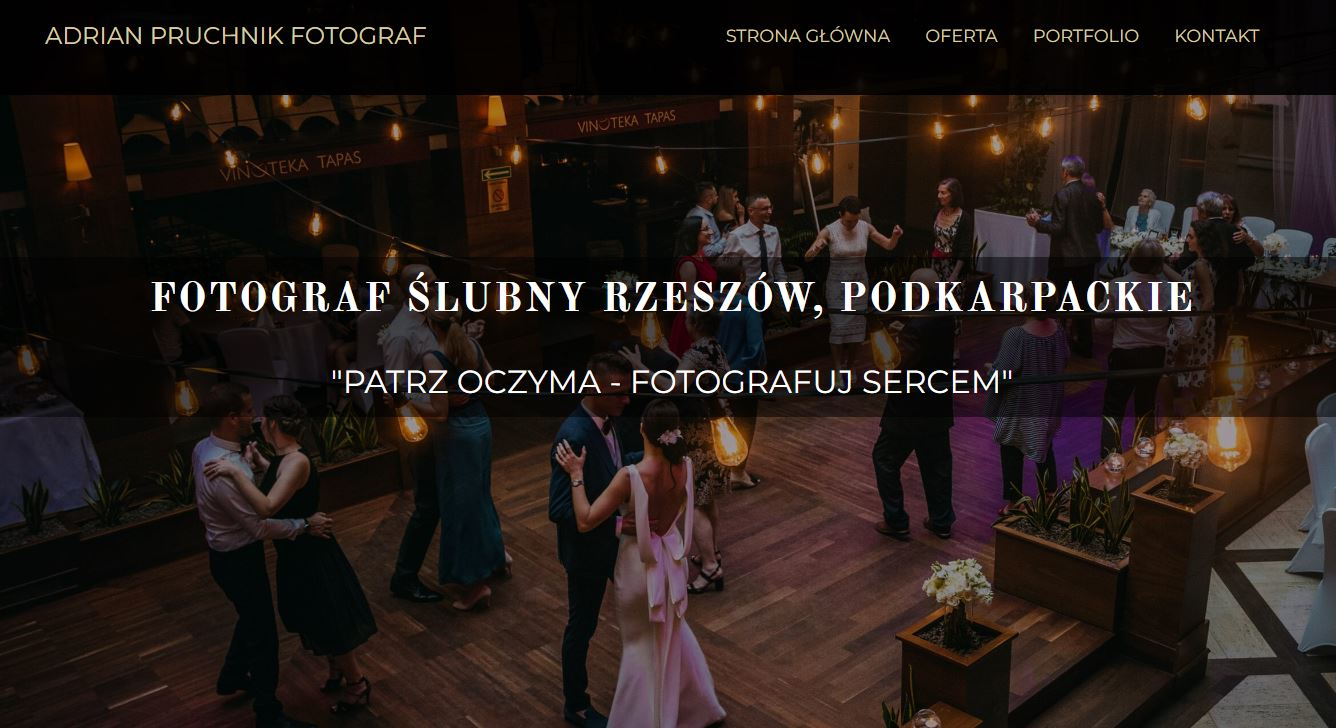 ADRIAN PRUCHNIK FOTOGRAF
STRONA GŁÓWNA OFERTA PORTFOLIO KONTAKT
VINOTEKA TAPAS
VINOTEKA TAPAS
FOTOGRAF ŚLUBNY RZESZÓW, PODKARPACKIE
"PATRZ OCZYMA - FOTOGRAFUJ SERCEM"